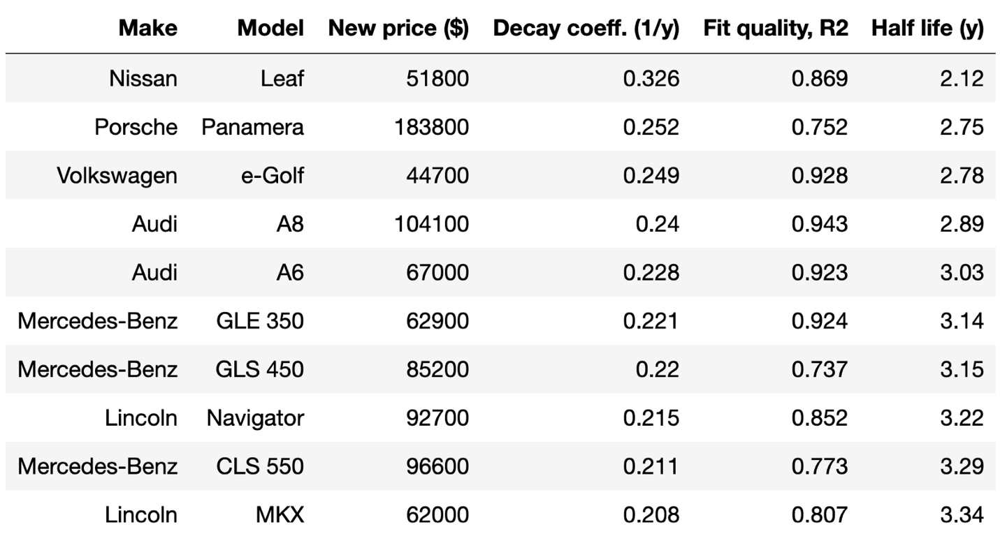 Make Model New price ($) Decay coeff. (1/y) Fit quality, R2 Half life (y)
Nissan Leaf 51800 0.326 0.869 2.12
Porsche Panamera 183800 0.252 0.752 2.75
Volkswagen e-Golf 44700 0.249 0.928 2.78
Audi A8 104100 0.24 0.943 2.89
Audi A6 67000 0.228 0.923 3.03
Mercedes-Benz GLE 350 62900 0.221 0.924 3.14
Mercedes-Benz GLS 450 85200 0.22 0.737 3.15
Lincoln Navigator 92700 0.215 0.852 3.22
Mercedes-Benz CLS 550 96600 0.211 0.773 3.29
Lincoln MKX 62000 0.208 0.807 3.34